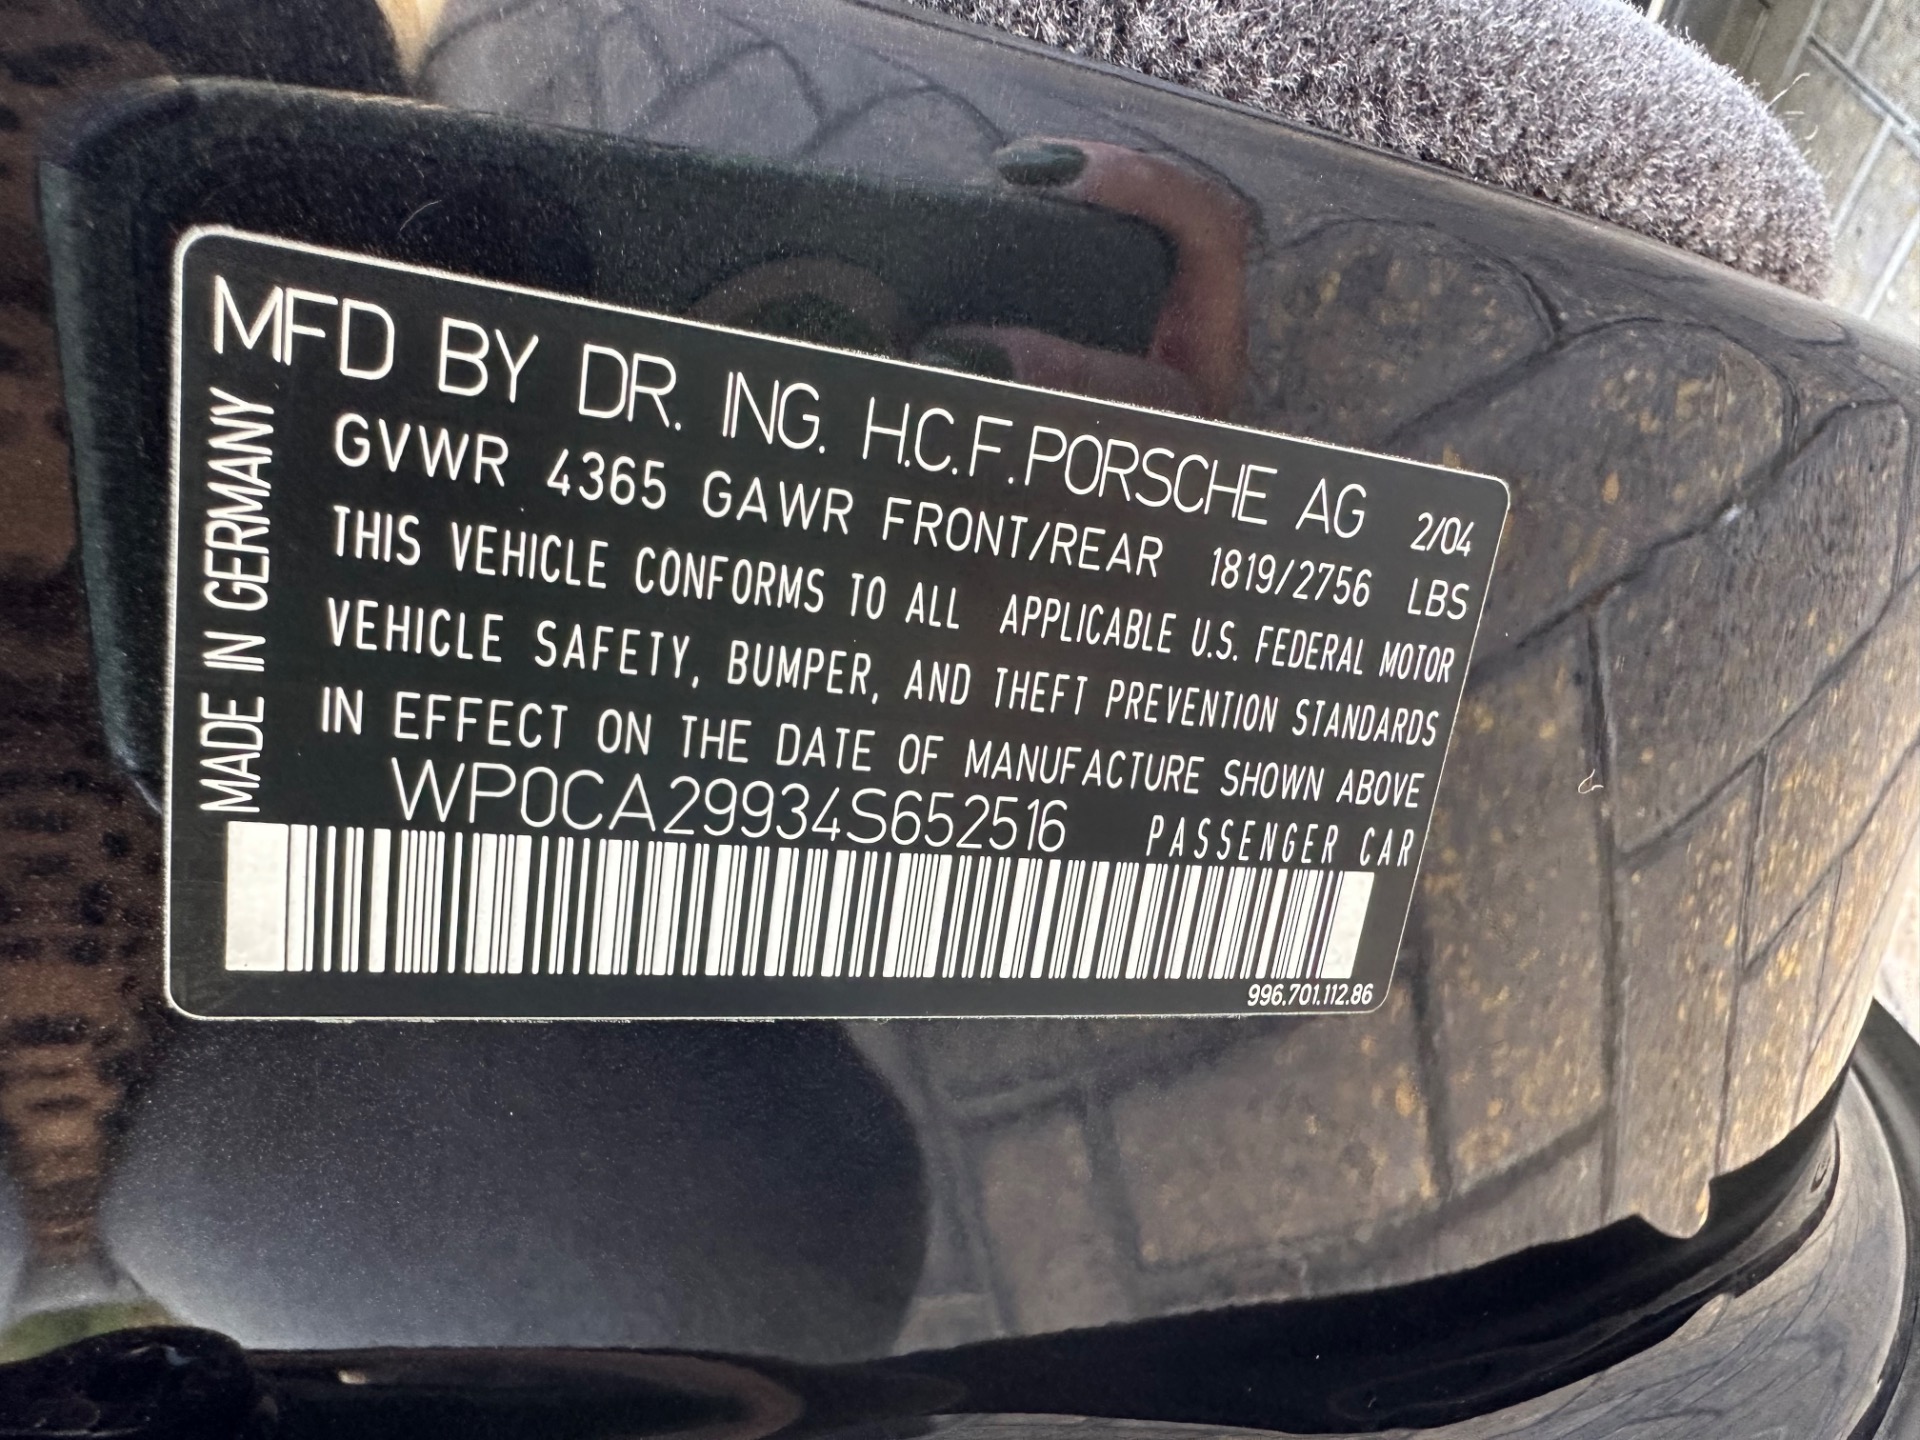 MFD BY DR. ING. H.C.F. PORSCHE AG 2/04
GVWR 4365 GAWR FRONT/REAR 1819/2756 LBS
THIS VEHICLE CONFORMS TO ALL APPLICABLE U.S. FEDERAL MOTOR
VEHICLE SAFETY, BUMPER, AND THEFT PREVENTION STANDARDS
IN EFFECT ON THE DATE OF MANUFACTURE SHOWN ABOVE
WP0CA29934S652516 PASSENGER CAR
996.701.112.86
MADE IN GERMANY